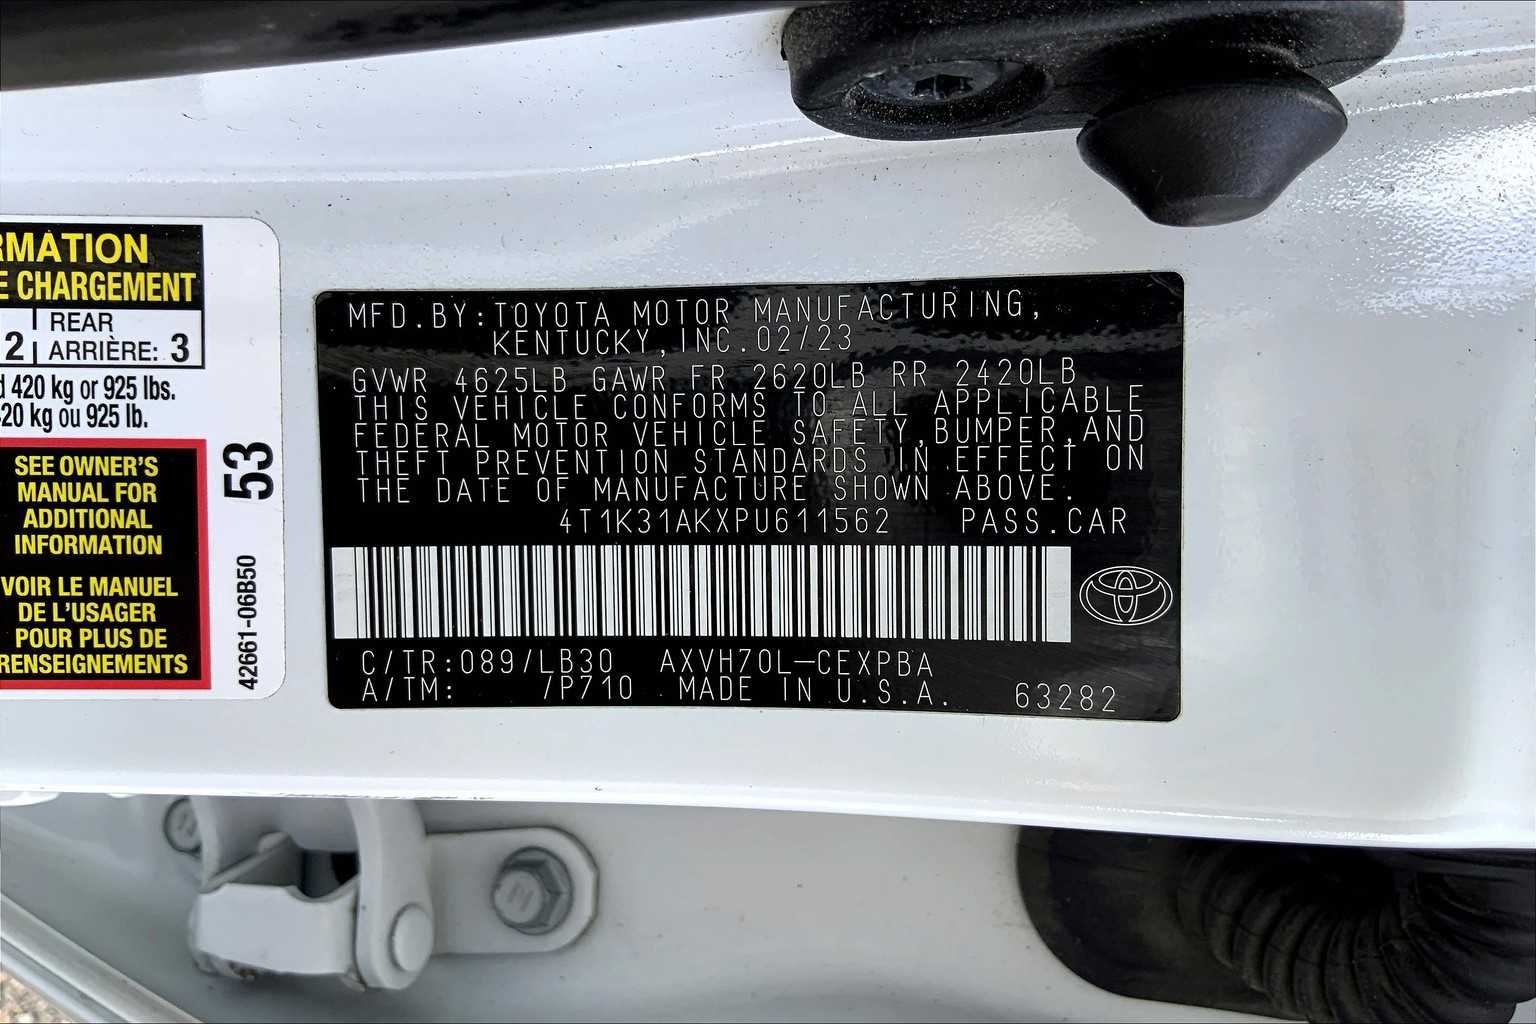 RMATION
E CHARGEMENT
2 REAR
ARRIÈRE: 3
420 kg or 925 lbs.
20 kg ou 925 lb.
SEE OWNER'S
MANUAL FOR
ADDITIONAL
INFORMATION
VOIR LE MANUEL
DE L'USAGER
POUR PLUS DE
RENSEIGNEMENTS
53
42661-06B50
MFD.BY:TOYOTA MOTOR MANUFACTURING,
KENTUCKY,INC.02/23
GVWR 4625LB GAWR FR 2620LB RR 2420LB
THIS VEHICLE CONFORMS TO ALL APPLICABLE
FEDERAL MOTOR VEHICLE SAFETY,BUMPER,AND
THEFT PREVENTION STANDARDS IN EFFECT ON
THE DATE OF MANUFACTURE SHOWN ABOVE.
4T1K31AKXPU611562 PASS.CAR
C/TR:089/LB30 AXVH70L-CEXPBA
A/TM: /P710 MADE IN U.S.A. 63282